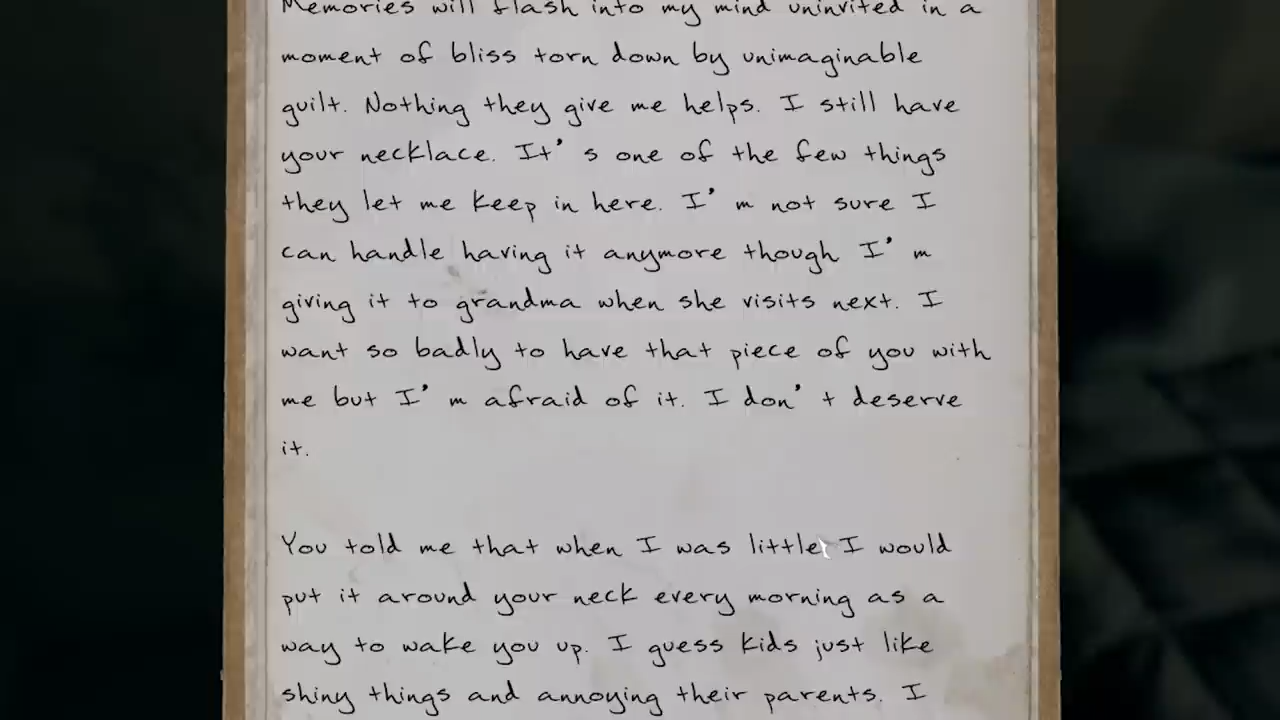 Memories will flash into my mind uninvited in a
moment of bliss torn down by unimaginable
guilt. Nothing they give me helps. I still have
your necklace. It' s one of the few things
they let me keep in here. I' m not sure I
can handle having it anymore though I' m
giving it to grandma when she visits next. I
want so badly to have that piece of you with
me but I' m afraid of it. I don' t deserve
it.
You told me that when I was little, I would
put it around your neck every morning as a
way to wake you up. I guess kids just like
shiny things and annoying their parents. I